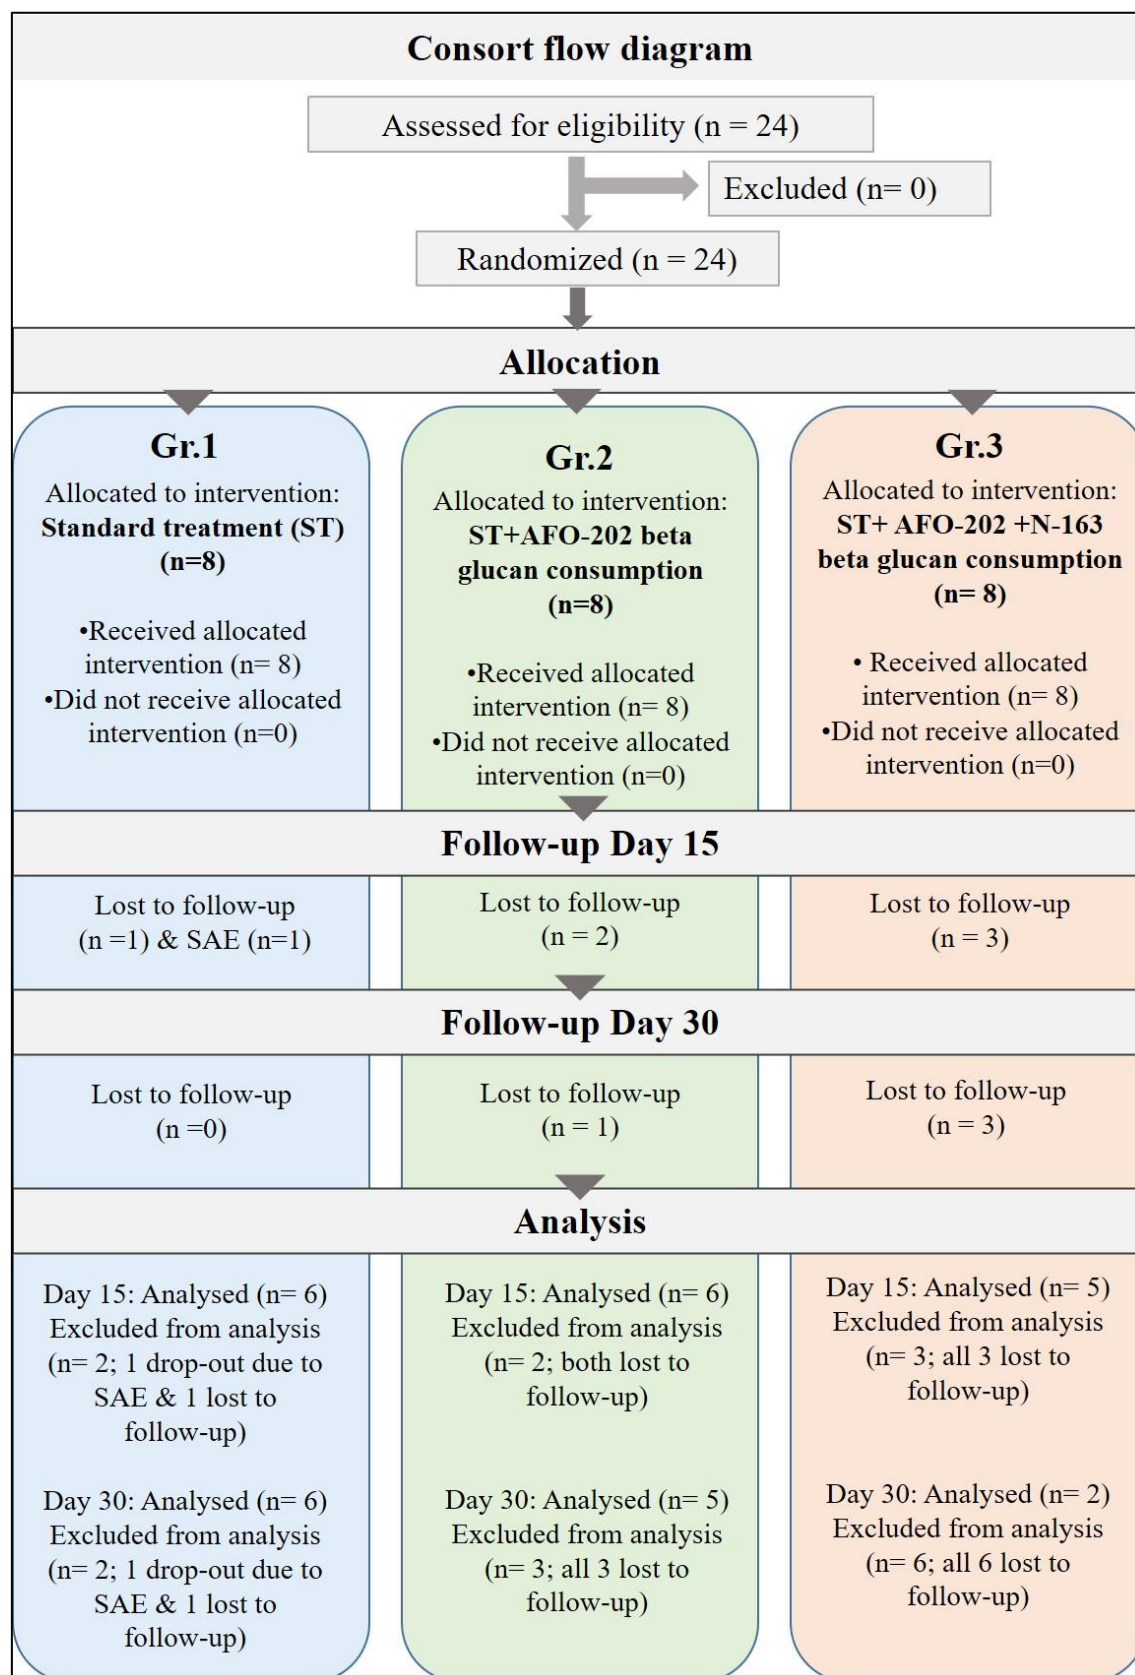 Consort flow diagram
Assessed for eligibility (n = 24)
Excluded (n= 0)
Randomized (n = 24)
Allocation
Gr.1
Allocated to intervention:
Standard treatment (ST)
(n=8)
•Received allocated
intervention (n= 8)
•Did not receive allocated
intervention (n=0)
Gr.2
Allocated to intervention:
ST+AFO-202 beta
glucan consumption
(n=8)
•Received allocated
intervention (n= 8)
•Did not receive allocated
intervention (n=0)
Gr.3
Allocated to intervention:
ST+ AFO-202 +N-163
beta glucan consumption
(n= 8)
• Received allocated
intervention (n= 8)
•Did not receive allocated
intervention (n=0)
Follow-up Day 15
Lost to follow-up
(n =1) & SAE (n=1)
Lost to follow-up
(n = 2)
Lost to follow-up
(n = 3)
Follow-up Day 30
Lost to follow-up
(n =0)
Lost to follow-up
(n = 1)
Lost to follow-up
(n = 3)
Analysis
Day 15: Analysed (n= 6)
Excluded from analysis
(n= 2; 1 drop-out due to
SAE & 1 lost to
follow-up)
Day 30: Analysed (n= 6)
Excluded from analysis
(n= 2; 1 drop-out due to
SAE & 1 lost to
follow-up)
Day 15: Analysed (n= 6)
Excluded from analysis
(n= 2; both lost to
follow-up)
Day 30: Analysed (n= 5)
Excluded from analysis
(n= 3; all 3 lost to
follow-up)
Day 15: Analysed (n= 5)
Excluded from analysis
(n= 3; all 3 lost to
follow-up)
Day 30: Analysed (n= 2)
Excluded from analysis
(n= 6; all 6 lost to
follow-up)